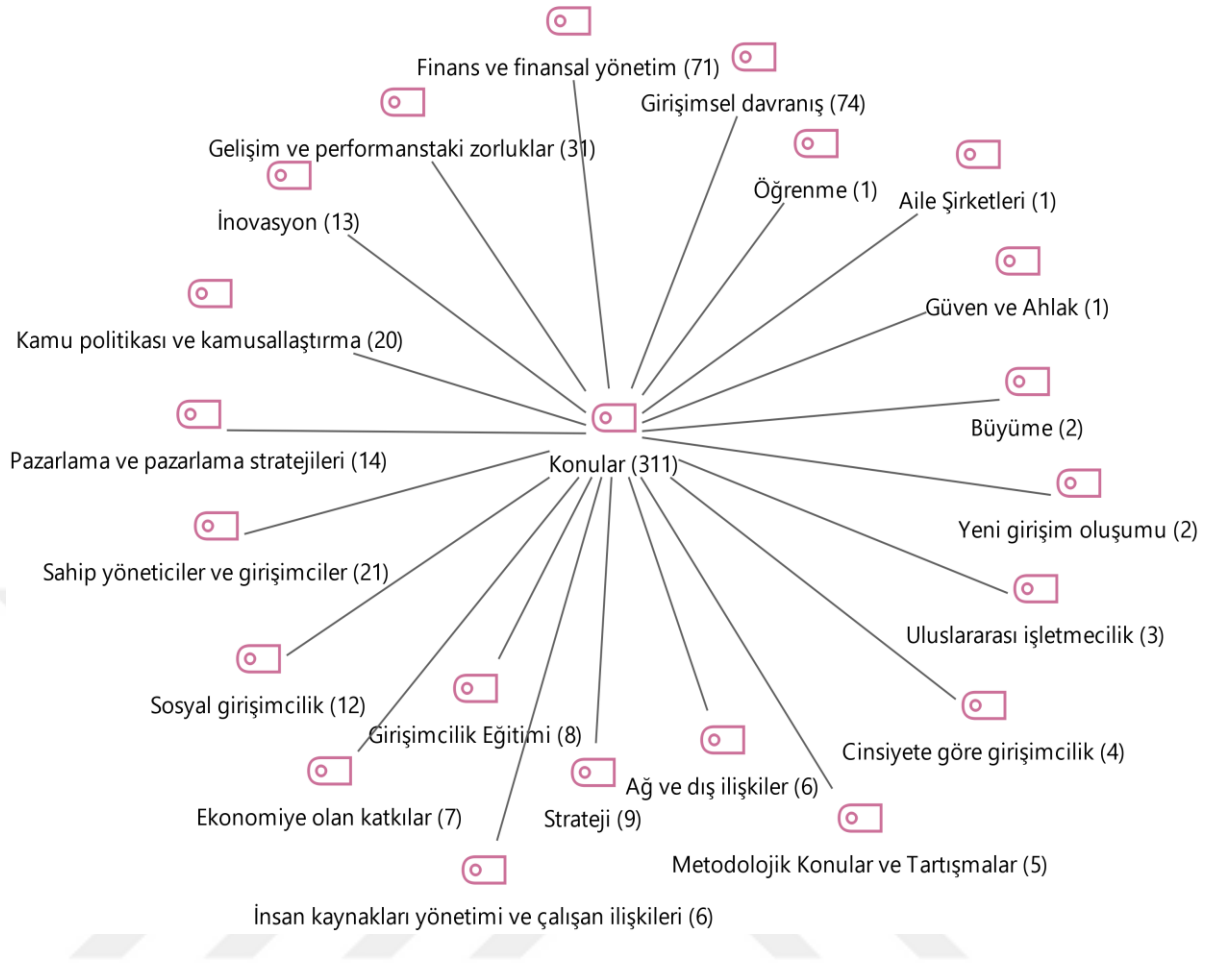 Finans ve finansal yönetim (71)
Girişimsel davranış (74)
Gelişim ve performanstaki zorluklar (31)
Öğrenme (1)
Aile Şirketleri (1)
İnovasyon (13)
Güven ve Ahlak (1)
Kamu politikası ve kamusallaştırma (20)
Büyüme (2)
Pazarlama ve pazarlama stratejileri (14)
Konular (311)
Yeni girişim oluşumu (2)
Sahip yöneticiler ve girişimciler (21)
Uluslararası işletmecilik (3)
Sosyal girişimcilik (12)
Girişimcilik Eğitimi (8)
Cinsiyete göre girişimcilik (4)
Ağ ve dış ilişkiler (6)
Ekonomiye olan katkılar (7)
Strateji (9)
Metodolojik Konular ve Tartışmalar (5)
İnsan kaynakları yönetimi ve çalışan ilişkileri (6)